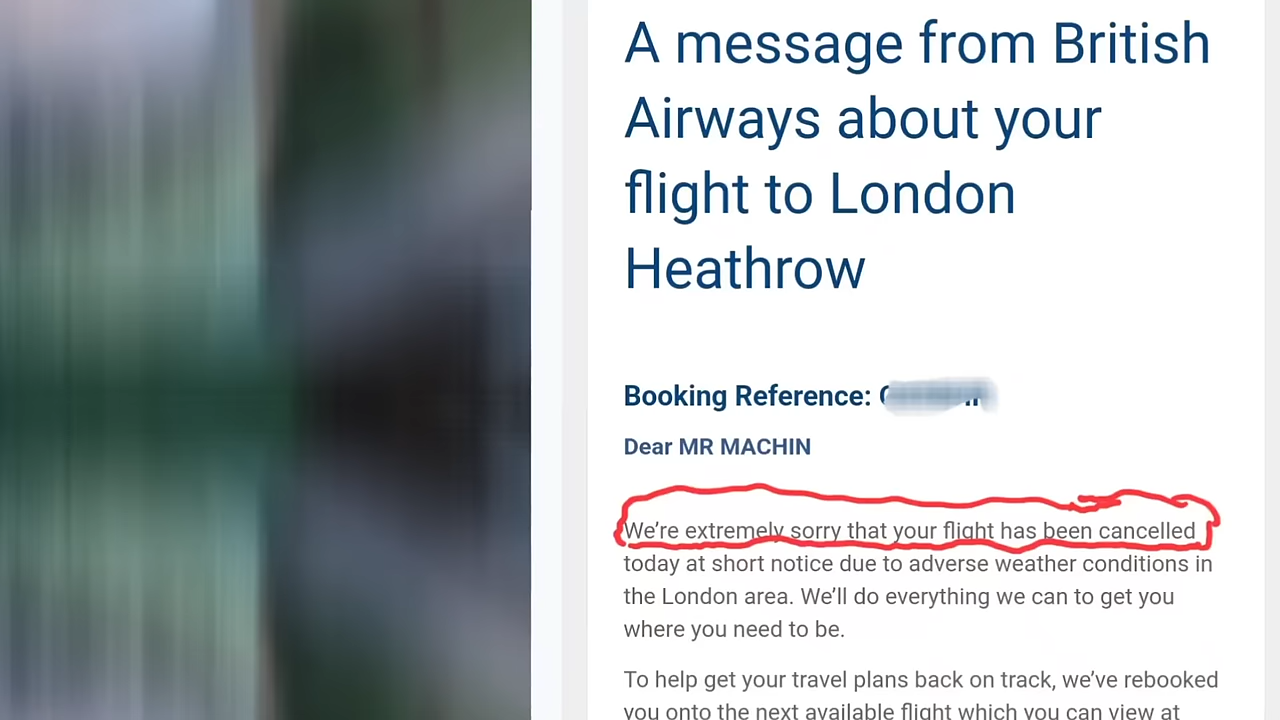 A message from British
Airways about your
flight to London
Heathrow
Booking Reference:
Dear MR MACHIN
We're extremely sorry that your flight has been cancelled
today at short notice due to adverse weather conditions in
the London area. We'll do everything we can to get you
where you need to be.
To help get your travel plans back on track, we've rebooked
you onto the next available flight which you can view at